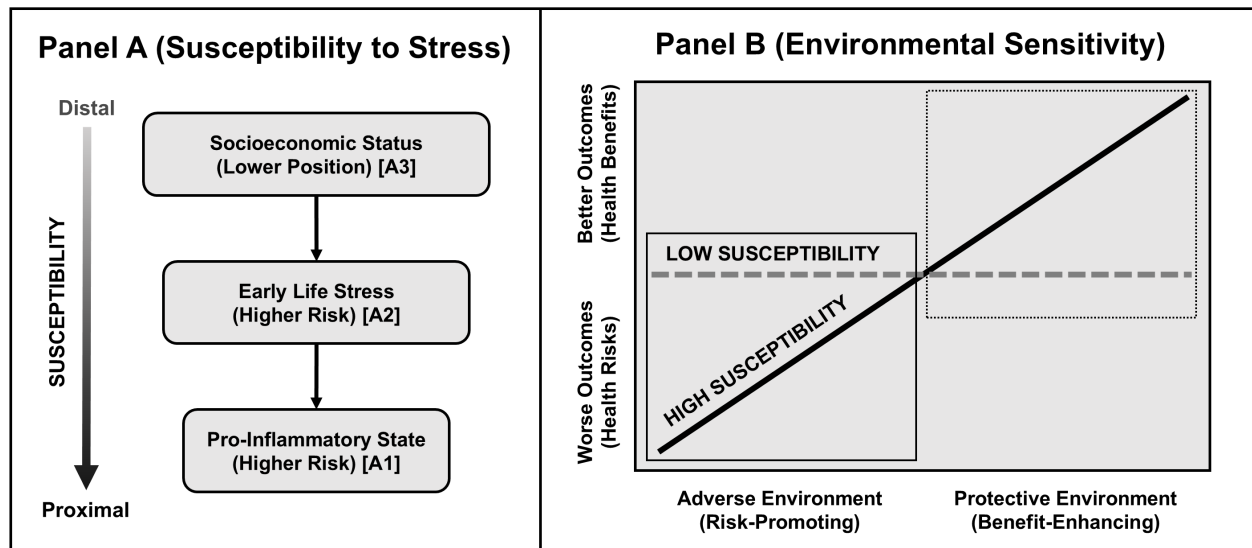 Panel A (Susceptibility to Stress)
Distal
SUSCEPTIBILITY
Proximal
Socioeconomic Status
(Lower Position) [A3]
Early Life Stress
(Higher Risk) [A2]
Pro-Inflammatory State
(Higher Risk) [A1]
Panel B (Environmental Sensitivity)
Better Outcomes
(Health Benefits)
Worse Outcomes
(Health Risks)
LOW SUSCEPTIBILITY
HIGH SUSCEPTIBILITY
Adverse Environment
(Risk-Promoting)
Protective Environment
(Benefit-Enhancing)